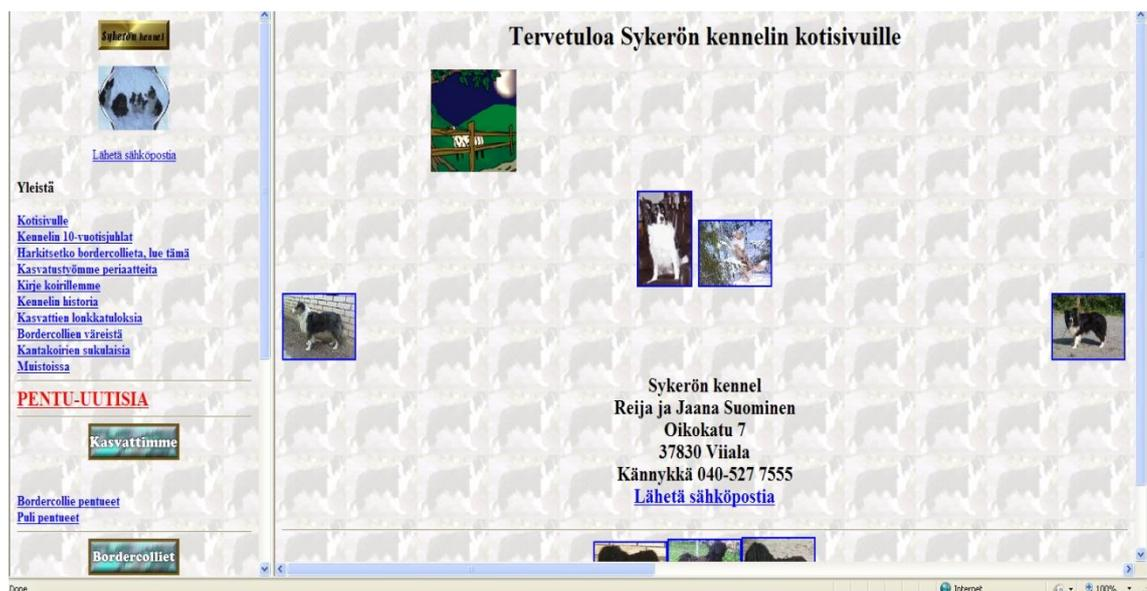 Sykerön kennel
Lähetä sähköpostia
Yleistä
Kotisivulle
Kennelin 10-vuotisjuhlat
Harkitsetko bordercollieta, lue tämä
Kasvatustyömme periaatteita
Kirje koirillemme
Kennelin historia
Kasvattien lonkkatuloksia
Bordercollien väreistä
Kantakoirien sukulaisia
Muistoissa
PENTU-UUTISIA
Kasvattimme
Bordercollie pentueet
Puli pentueet
Bordercolliet
Tervetuloa Sykerön kennelin kotisivuille
Sykerön kennel
Reija ja Jaana Suominen
Oikokatu 7
37830 Viiala
Kännykkä 040-527 7555
Lähetä sähköpostia
Done
Internet
100%